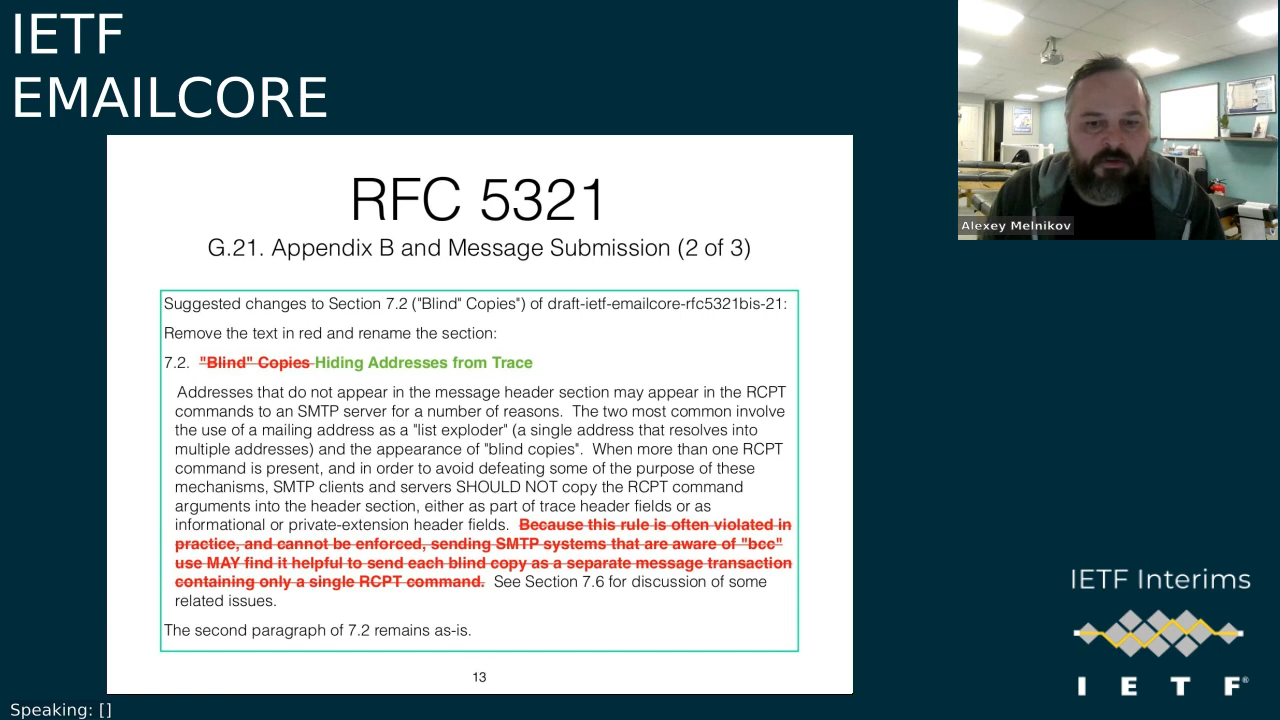 IETF
EMAILCORE
Alexey Melnikov
RFC 5321
G.21. Appendix B and Message Submission (2 of 3)
Suggested changes to Section 7.2 ("Blind" Copies") of draft-ietf-emailcore-rfc5321bis-21:
Remove the text in red and rename the section:
7.2. "Blind" Copies Hiding Addresses from Trace
Addresses that do not appear in the message header section may appear in the RCPT
commands to an SMTP server for a number of reasons. The two most common involve
the use of a mailing address as a "list exploder" (a single address that resolves into
multiple addresses) and the appearance of "blind copies". When more than one RCPT
command is present, and in order to avoid defeating some of the purpose of these
mechanisms, SMTP clients and servers SHOULD NOT copy the RCPT command
arguments into the header section, either as part of trace header fields or as
informational or private-extension header fields. Because this rule is often violated in
practice, and cannot be enforced, sending SMTP systems that are aware of "bcc"
use MAY find it helpful to send each blind copy as a separate message transaction
containing only a single RCPT command. See Section 7.6 for discussion of some
related issues.
The second paragraph of 7.2 remains as-is.
13
IETF Interims
I E T F®
Speaking: []